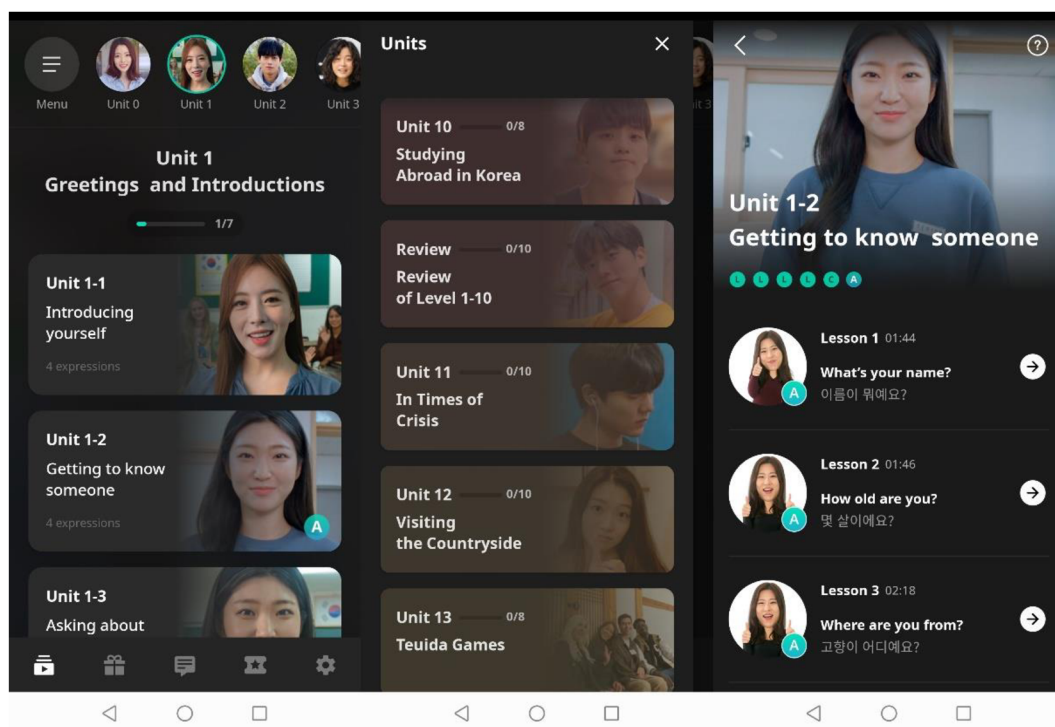 Menu
Unit 0
Unit 1
Unit 2
Unit 3
Unit 1
Greetings and Introductions
1/7
Unit 1-1
Introducing
yourself
4 expressions
Unit 1-2
Getting to know
someone
4 expressions
A
Unit 1-3
Asking about
Units
Unit 10 0/8
Studying
Abroad in Korea
Review 0/10
Review
of Level 1-10
Unit 11 0/10
In Times of
Crisis
Unit 12 0/10
Visiting
the Countryside
Unit 13 0/8
Teuida Games
it 3
?
Unit 1-2
Getting to know someone
L L L L C A
Lesson 1 01:44
What's your name?
이름이 뭐예요?
A
Lesson 2 01:46
How old are you?
몇 살이에요?
A
Lesson 3 02:18
Where are you from?
고향이 어디예요?
A